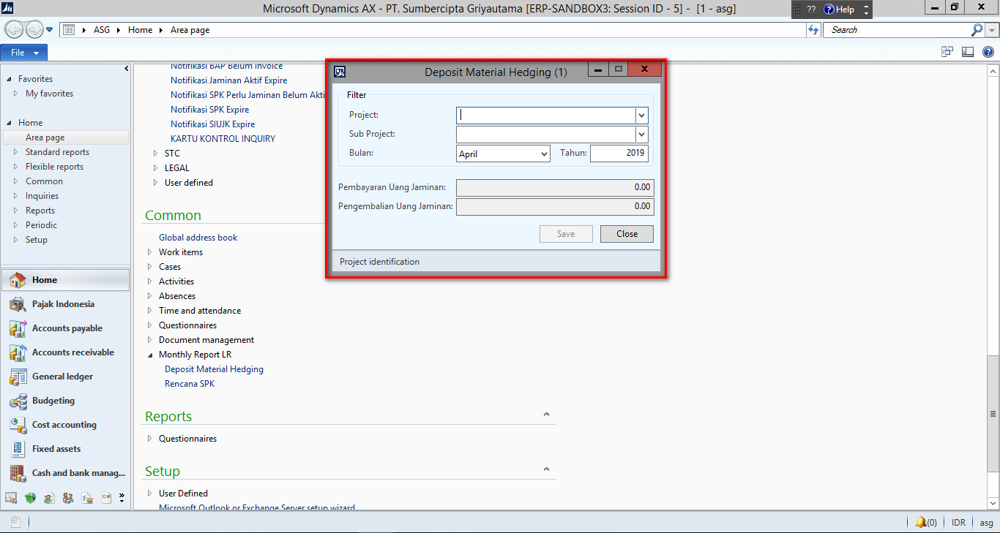 Microsoft Dynamics AX - PT. Sumbercipta Griyautama [ERP-SANDBOX3: Session ID - 5] - [1 - asg]
?? Help
ASG Home Area page
Search
File
Favorites
My favorites
Home
Area page
Standard reports
Flexible reports
Common
Inquiries
Reports
Periodic
Setup
Home
Pajak Indonesia
Accounts payable
Accounts receivable
General ledger
Budgeting
Cost accounting
Fixed assets
Cash and bank manag...
Notifikasi BAP Belum Invoice
Notifikasi Jaminan Aktif Expire
Notifikasi SPK Perlu Jaminan Belum Akti
Notifikasi SPK Expire
Notifikasi SIUJK Expire
KARTU KONTROL INQUIRY
STC
LEGAL
User defined
Common
Global address book
Work items
Cases
Activities
Absences
Time and attendance
Questionnaires
Document management
Monthly Report LR
Deposit Material Hedging
Rencana SPK
Reports
Questionnaires
Setup
User Defined
Microsoft Outlook or Exchange Server setup wizard
Deposit Material Hedging (1)
Filter
Project:
Sub Project:
Bulan: April Tahun: 2019
Pembayaran Uang Jaminan: 0.00
Pengembalian Uang Jaminan: 0.00
Save Close
Project identification
(0) IDR asg